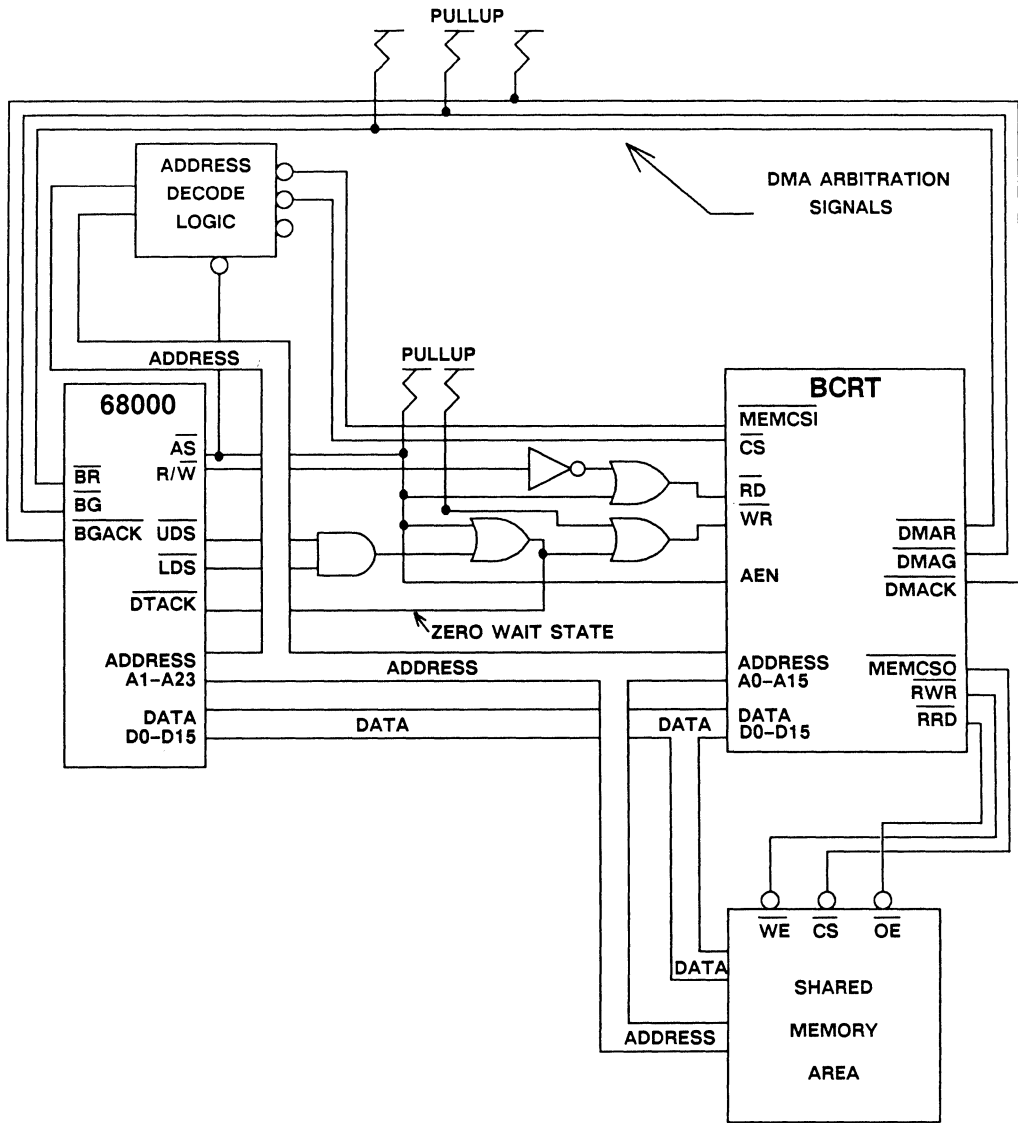 PULLUP
ADDRESS
DECODE
LOGIC
DMA ARBITRATION
SIGNALS
ADDRESS
PULLUP
68000
AS
R/W
BR
BG
BGACK
UDS
LDS
DTACK
ADDRESS
A1-A23
DATA
D0-D15
ZERO WAIT STATE
ADDRESS
DATA
DATA
BCRT
MEMCSI
CS
RD
WR
AEN
DMAR
DMAG
DMACK
ADDRESS
A0-A15
DATA
D0-D15
MEMCSO
RWR
RRD
WE CS OE
DATA
ADDRESS
SHARED
MEMORY
AREA